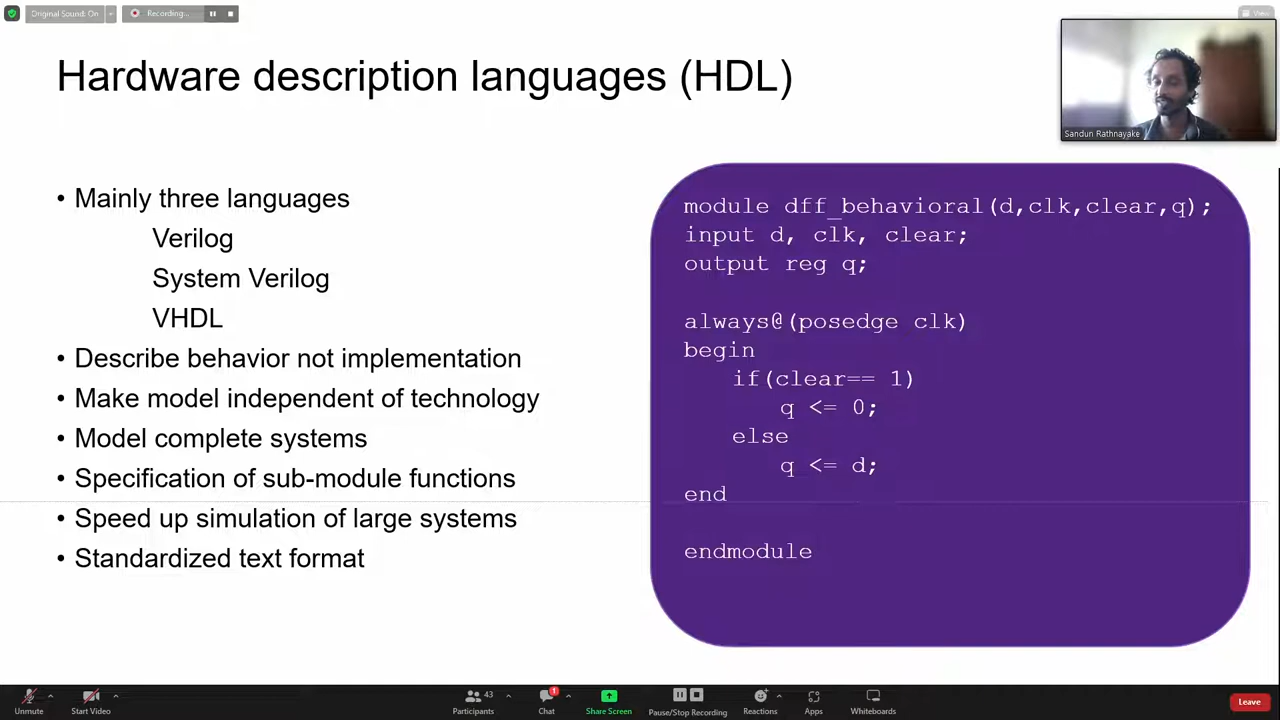 Original Sound: On
Recording...
View
Hardware description languages (HDL)
Sandun Rathnayake
• Mainly three languages
Verilog
System Verilog
VHDL
• Describe behavior not implementation
• Make model independent of technology
• Model complete systems
• Specification of sub-module functions
• Speed up simulation of large systems
• Standardized text format
module dff_behavioral(d,clk,clear,q);
input d, clk, clear;
output reg q;
always@(posedge clk)
begin
if(clear== 1)
q <= 0;
else
q <= d;
end
endmodule
Unmute
Start Video
43
Participants
1
Chat
Share Screen
Pause/Stop Recording
Reactions
Apps
Whiteboards
Leave